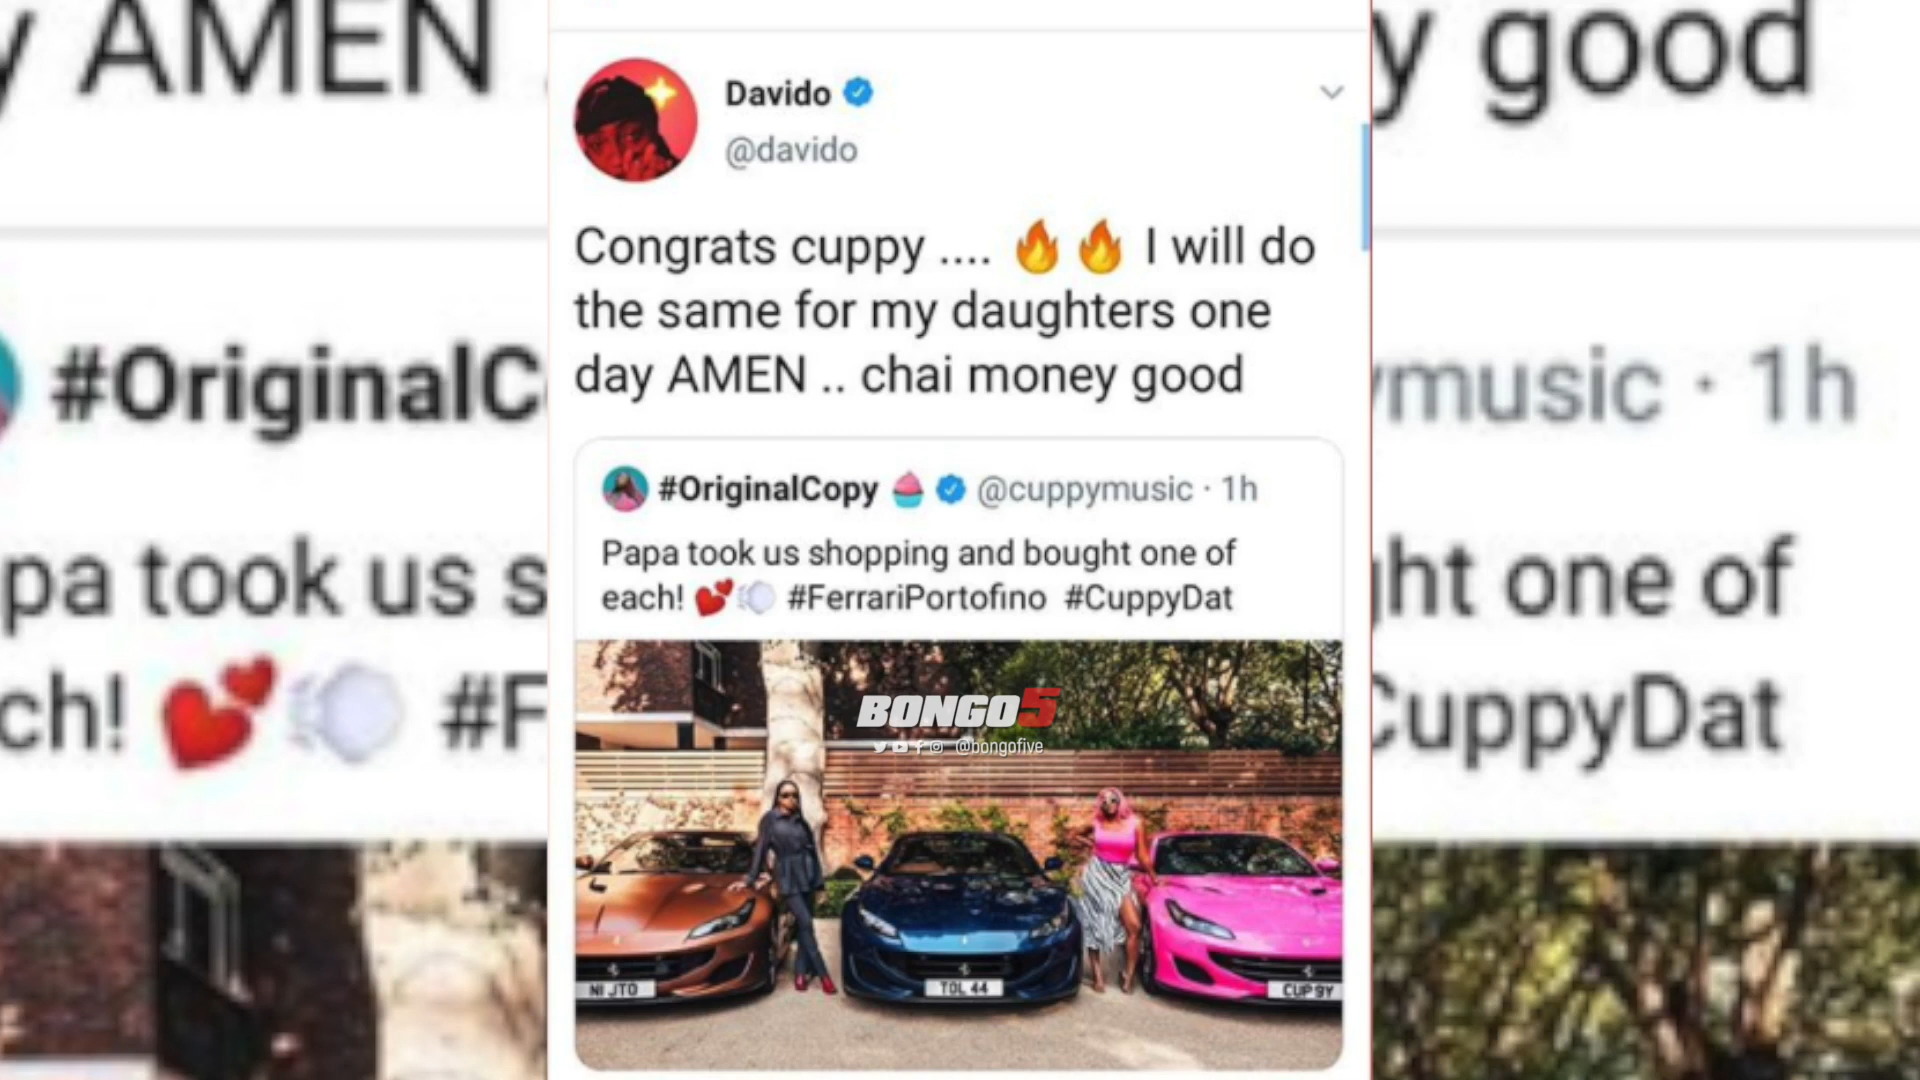 Davido
@davido
Congrats cuppy .... 🔥🔥 I will do
the same for my daughters one
day AMEN .. chai money good
#OriginalCopy 🧁 @cuppymusic · 1h
Papa took us shopping and bought one of
each! 💕💨 #FerrariPortofino #CuppyDat
BONGO5
@bongofive
NI JTO
TOL 44
CUP 9Y
y AMEN
y good
#OriginalC
ymusic · 1h
pa took us s
ht one of
ch! 💕💨 #F
CuppyDat